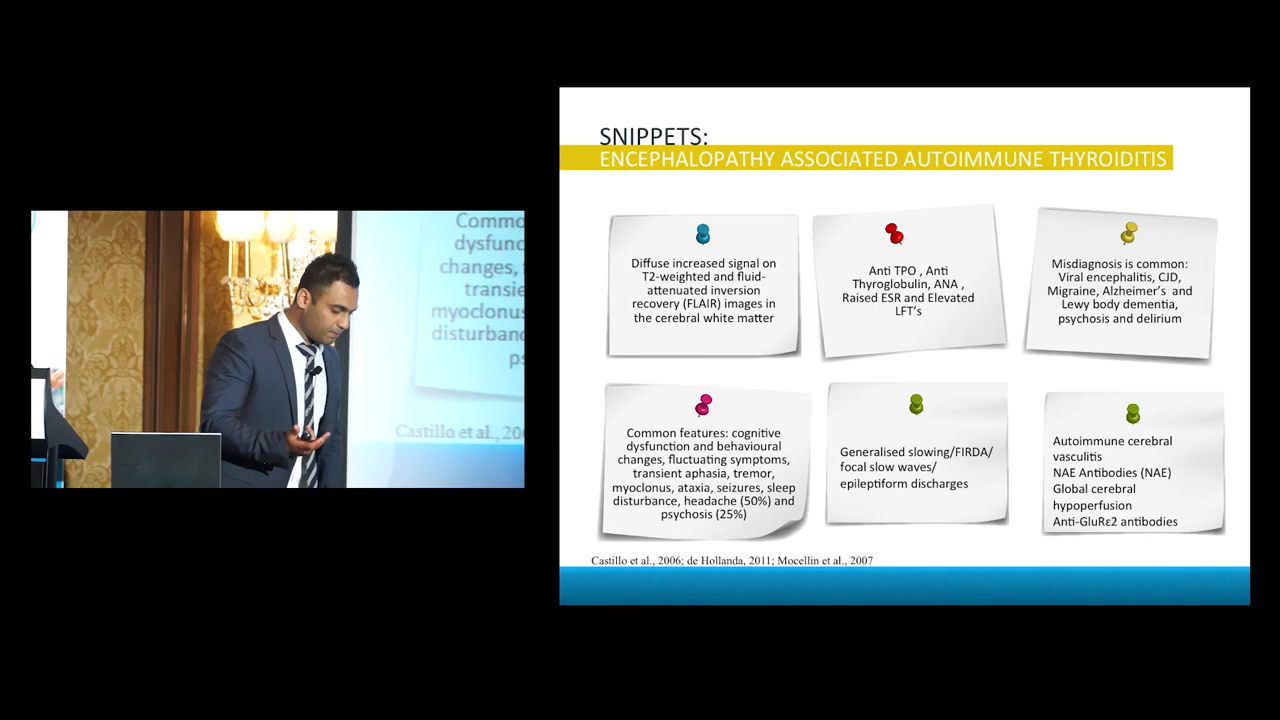 SNIPPETS:
ENCEPHALOPATHY ASSOCIATED AUTOIMMUNE THYROIDITIS
Diffuse increased signal on
T2-weighted and fluid-
attenuated inversion
recovery (FLAIR) images in
the cerebral white matter
Anti TPO , Anti
Thyroglobulin, ANA ,
Raised ESR and Elevated
LFT's
Misdiagnosis is common:
Viral encephalitis, CJD,
Migraine, Alzheimer's and
Lewy body dementia,
psychosis and delirium
Common features: cognitive
dysfunction and behavioural
changes, fluctuating symptoms,
transient aphasia, tremor,
myoclonus, ataxia, seizures, sleep
disturbance, headache (50%) and
psychosis (25%)
Generalised slowing/FIRDA/
focal slow waves/
epileptiform discharges
Autoimmune cerebral
vasculitis
NAE Antibodies (NAE)
Global cerebral
hypoperfusion
Anti-GluRε2 antibodies
Castillo et al., 2006; de Hollanda, 2011; Mocellin et al., 2007
Commo
dysfunc
changes,
transie
myoclonus
disturbanc
ps
Castillo et al., 20